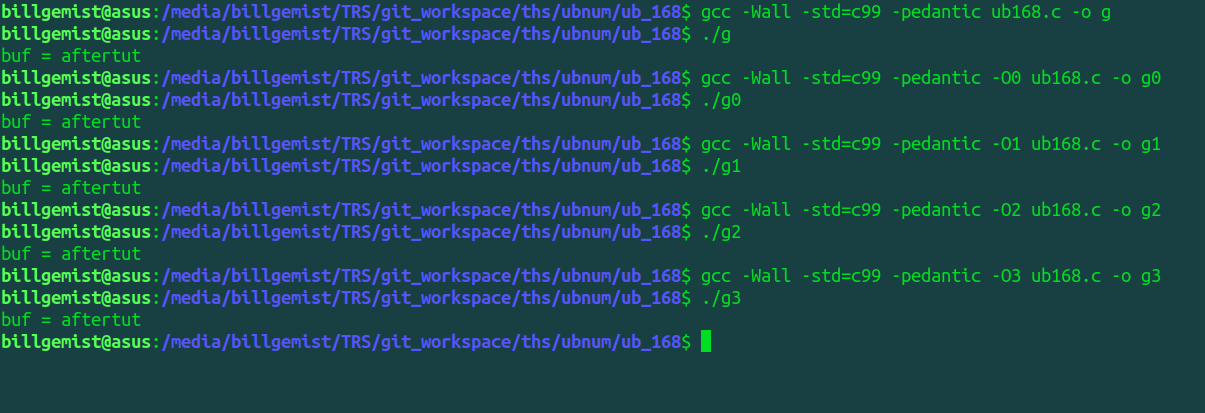 billgemist@asus:/media/billgemist/TRS/git_workspace/ths/ubnum/ub_168$ gcc -Wall -std=c99 -pedantic ub168.c -o g
billgemist@asus:/media/billgemist/TRS/git_workspace/ths/ubnum/ub_168$ ./g
buf = aftertut
billgemist@asus:/media/billgemist/TRS/git_workspace/ths/ubnum/ub_168$ gcc -Wall -std=c99 -pedantic -O0 ub168.c -o g0
billgemist@asus:/media/billgemist/TRS/git_workspace/ths/ubnum/ub_168$ ./g0
buf = aftertut
billgemist@asus:/media/billgemist/TRS/git_workspace/ths/ubnum/ub_168$ gcc -Wall -std=c99 -pedantic -O1 ub168.c -o g1
billgemist@asus:/media/billgemist/TRS/git_workspace/ths/ubnum/ub_168$ ./g1
buf = aftertut
billgemist@asus:/media/billgemist/TRS/git_workspace/ths/ubnum/ub_168$ gcc -Wall -std=c99 -pedantic -O2 ub168.c -o g2
billgemist@asus:/media/billgemist/TRS/git_workspace/ths/ubnum/ub_168$ ./g2
buf = aftertut
billgemist@asus:/media/billgemist/TRS/git_workspace/ths/ubnum/ub_168$ gcc -Wall -std=c99 -pedantic -O3 ub168.c -o g3
billgemist@asus:/media/billgemist/TRS/git_workspace/ths/ubnum/ub_168$ ./g3
buf = aftertut
billgemist@asus:/media/billgemist/TRS/git_workspace/ths/ubnum/ub_168$